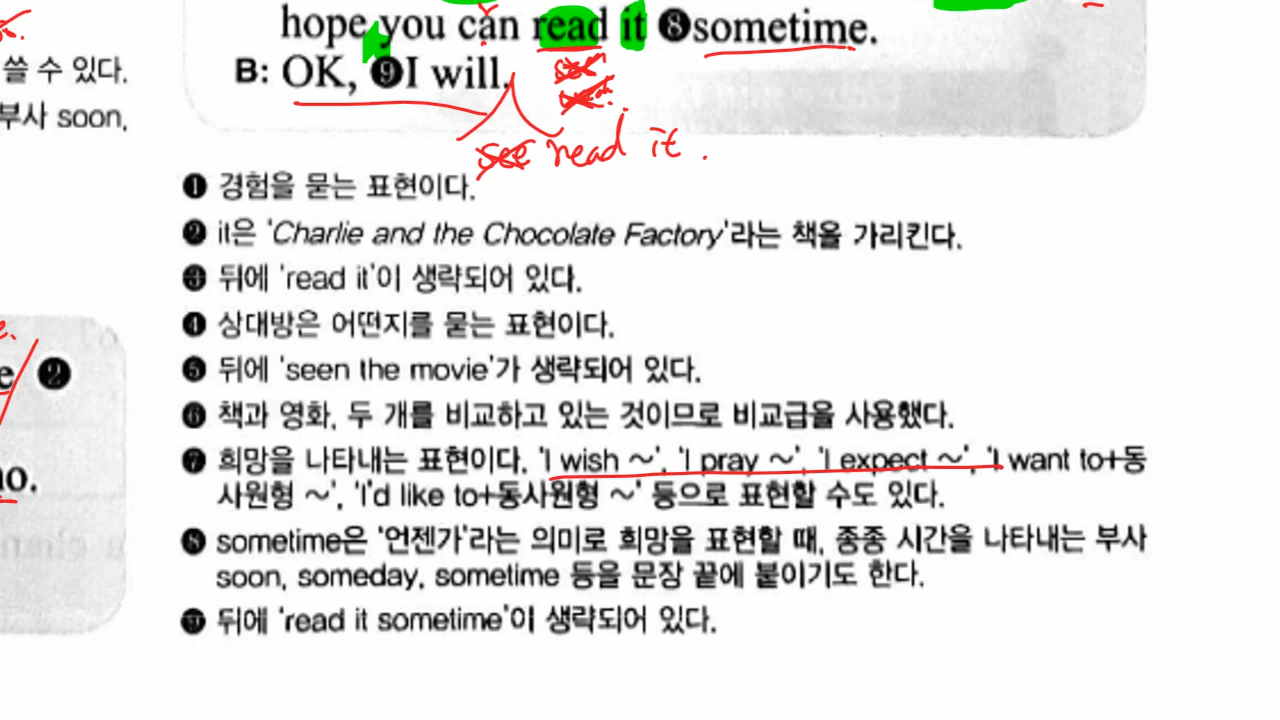 hope you can read it ❽sometime.
쓸 수 있다.
B: OK, ❾I will.
부사 soon,
see read it.
❶ 경험을 묻는 표현이다.
❷ it은 'Charlie and the Chocolate Factory'라는 책을 가리킨다.
❸ 뒤에 'read it'이 생략되어 있다.
❹ 상대방은 어떤지를 묻는 표현이다.
❺ 뒤에 'seen the movie'가 생략되어 있다.
❻ 책과 영화, 두 개를 비교하고 있는 것이므로 비교급을 사용했다.
❼ 희망을 나타내는 표현이다. 'I wish ~', 'I pray ~', 'I expect ~', 'I want to+동
사원형 ~', 'I'd like to+동사원형 ~' 등으로 표현할 수도 있다.
❽ sometime은 '언젠가'라는 의미로 희망을 표현할 때, 종종 시간을 나타내는 부사
soon, someday, sometime 등을 문장 끝에 붙이기도 한다.
뒤에 'read it sometime'이 생략되어 있다.
e ❷
no.